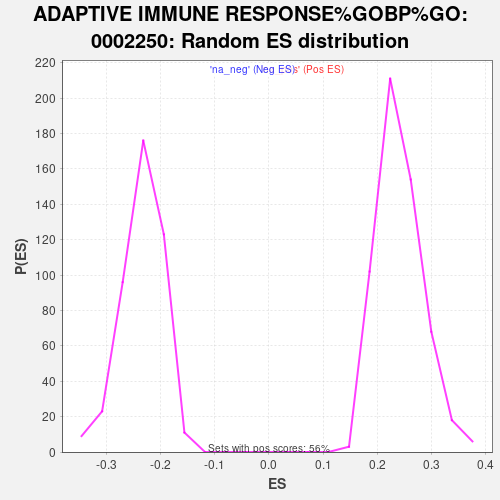 ADAPTIVE IMMUNE RESPONSE%GOBP%GO:
0002250: Random ES distribution
'na_neg' (Neg ES)s' (Pos ES)
220
200
180
160
140
120
100
80
60
40
20
0
P(ES)
Sets with pos scores: 56%
-0.3 -0.2 -0.1 0.0 0.1 0.2 0.3 0.4
ES